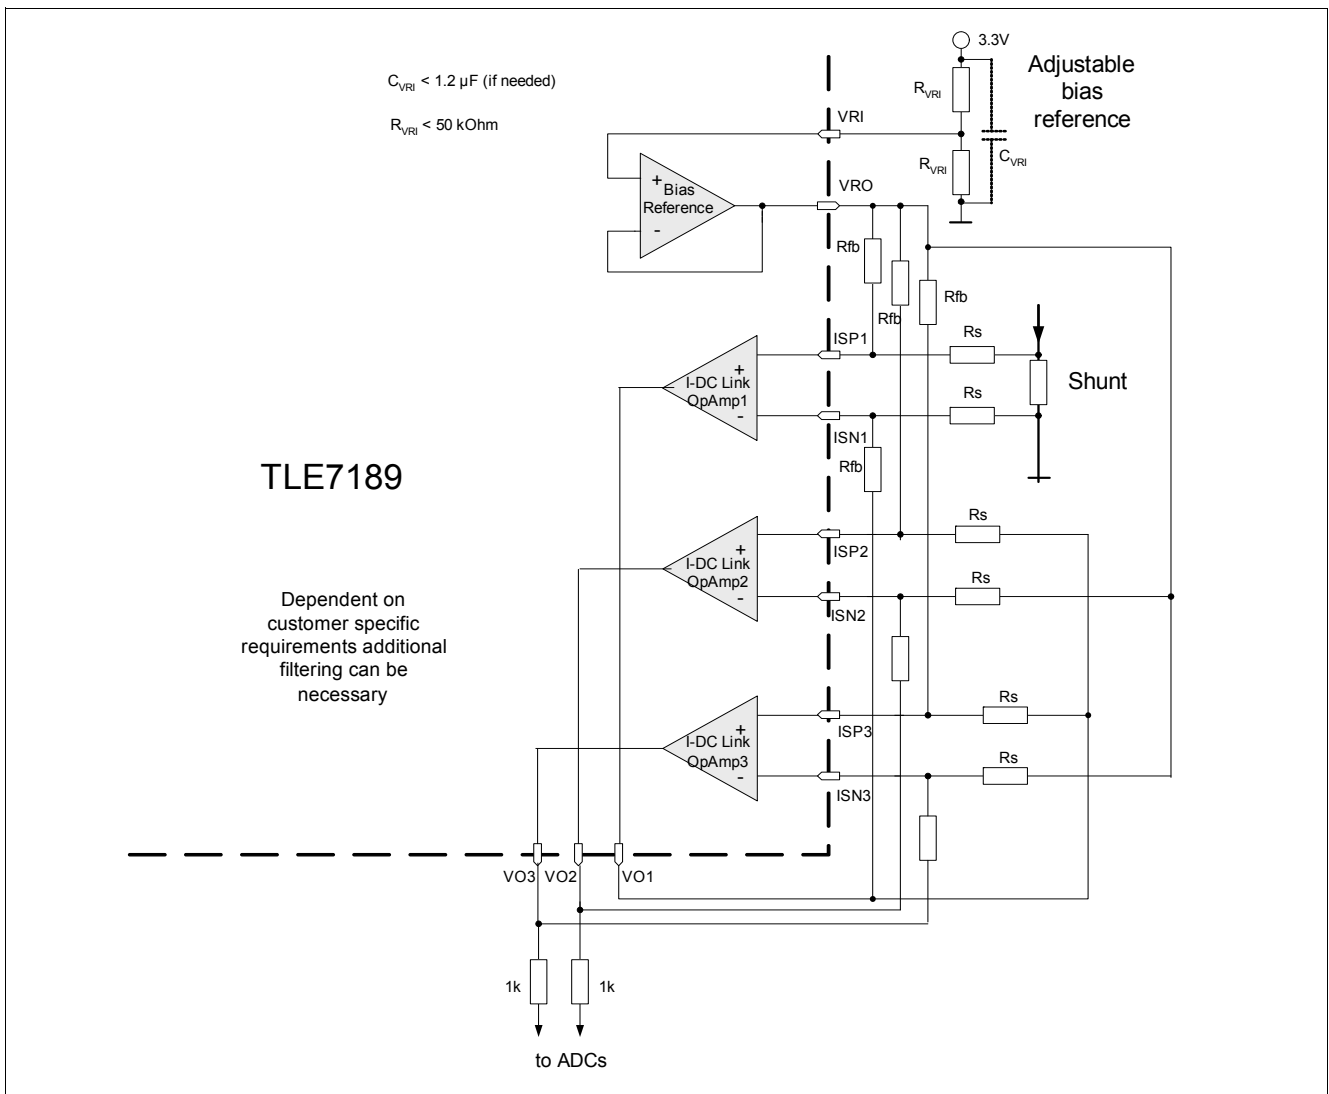 3.3V
Adjustable
bias
reference
C_VRI < 1.2 µF (if needed)
R_VRI < 50 kOhm
R_VRI
VRI
R_VRI
C_VRI
+
Bias
Reference
-
VRO
Rfb
Rfb
Rfb
ISP1
Rs
+
I-DC Link
OpAmp1
-
Shunt
Rs
ISN1
Rfb
TLE7189
Rs
+
ISP2
I-DC Link
OpAmp2
-
Rs
ISN2
Dependent on
customer specific
requirements additional
filtering can be
necessary
Rs
+
ISP3
I-DC Link
OpAmp3
-
Rs
ISN3
VO3
VO2
VO1
1k
1k
to ADCs